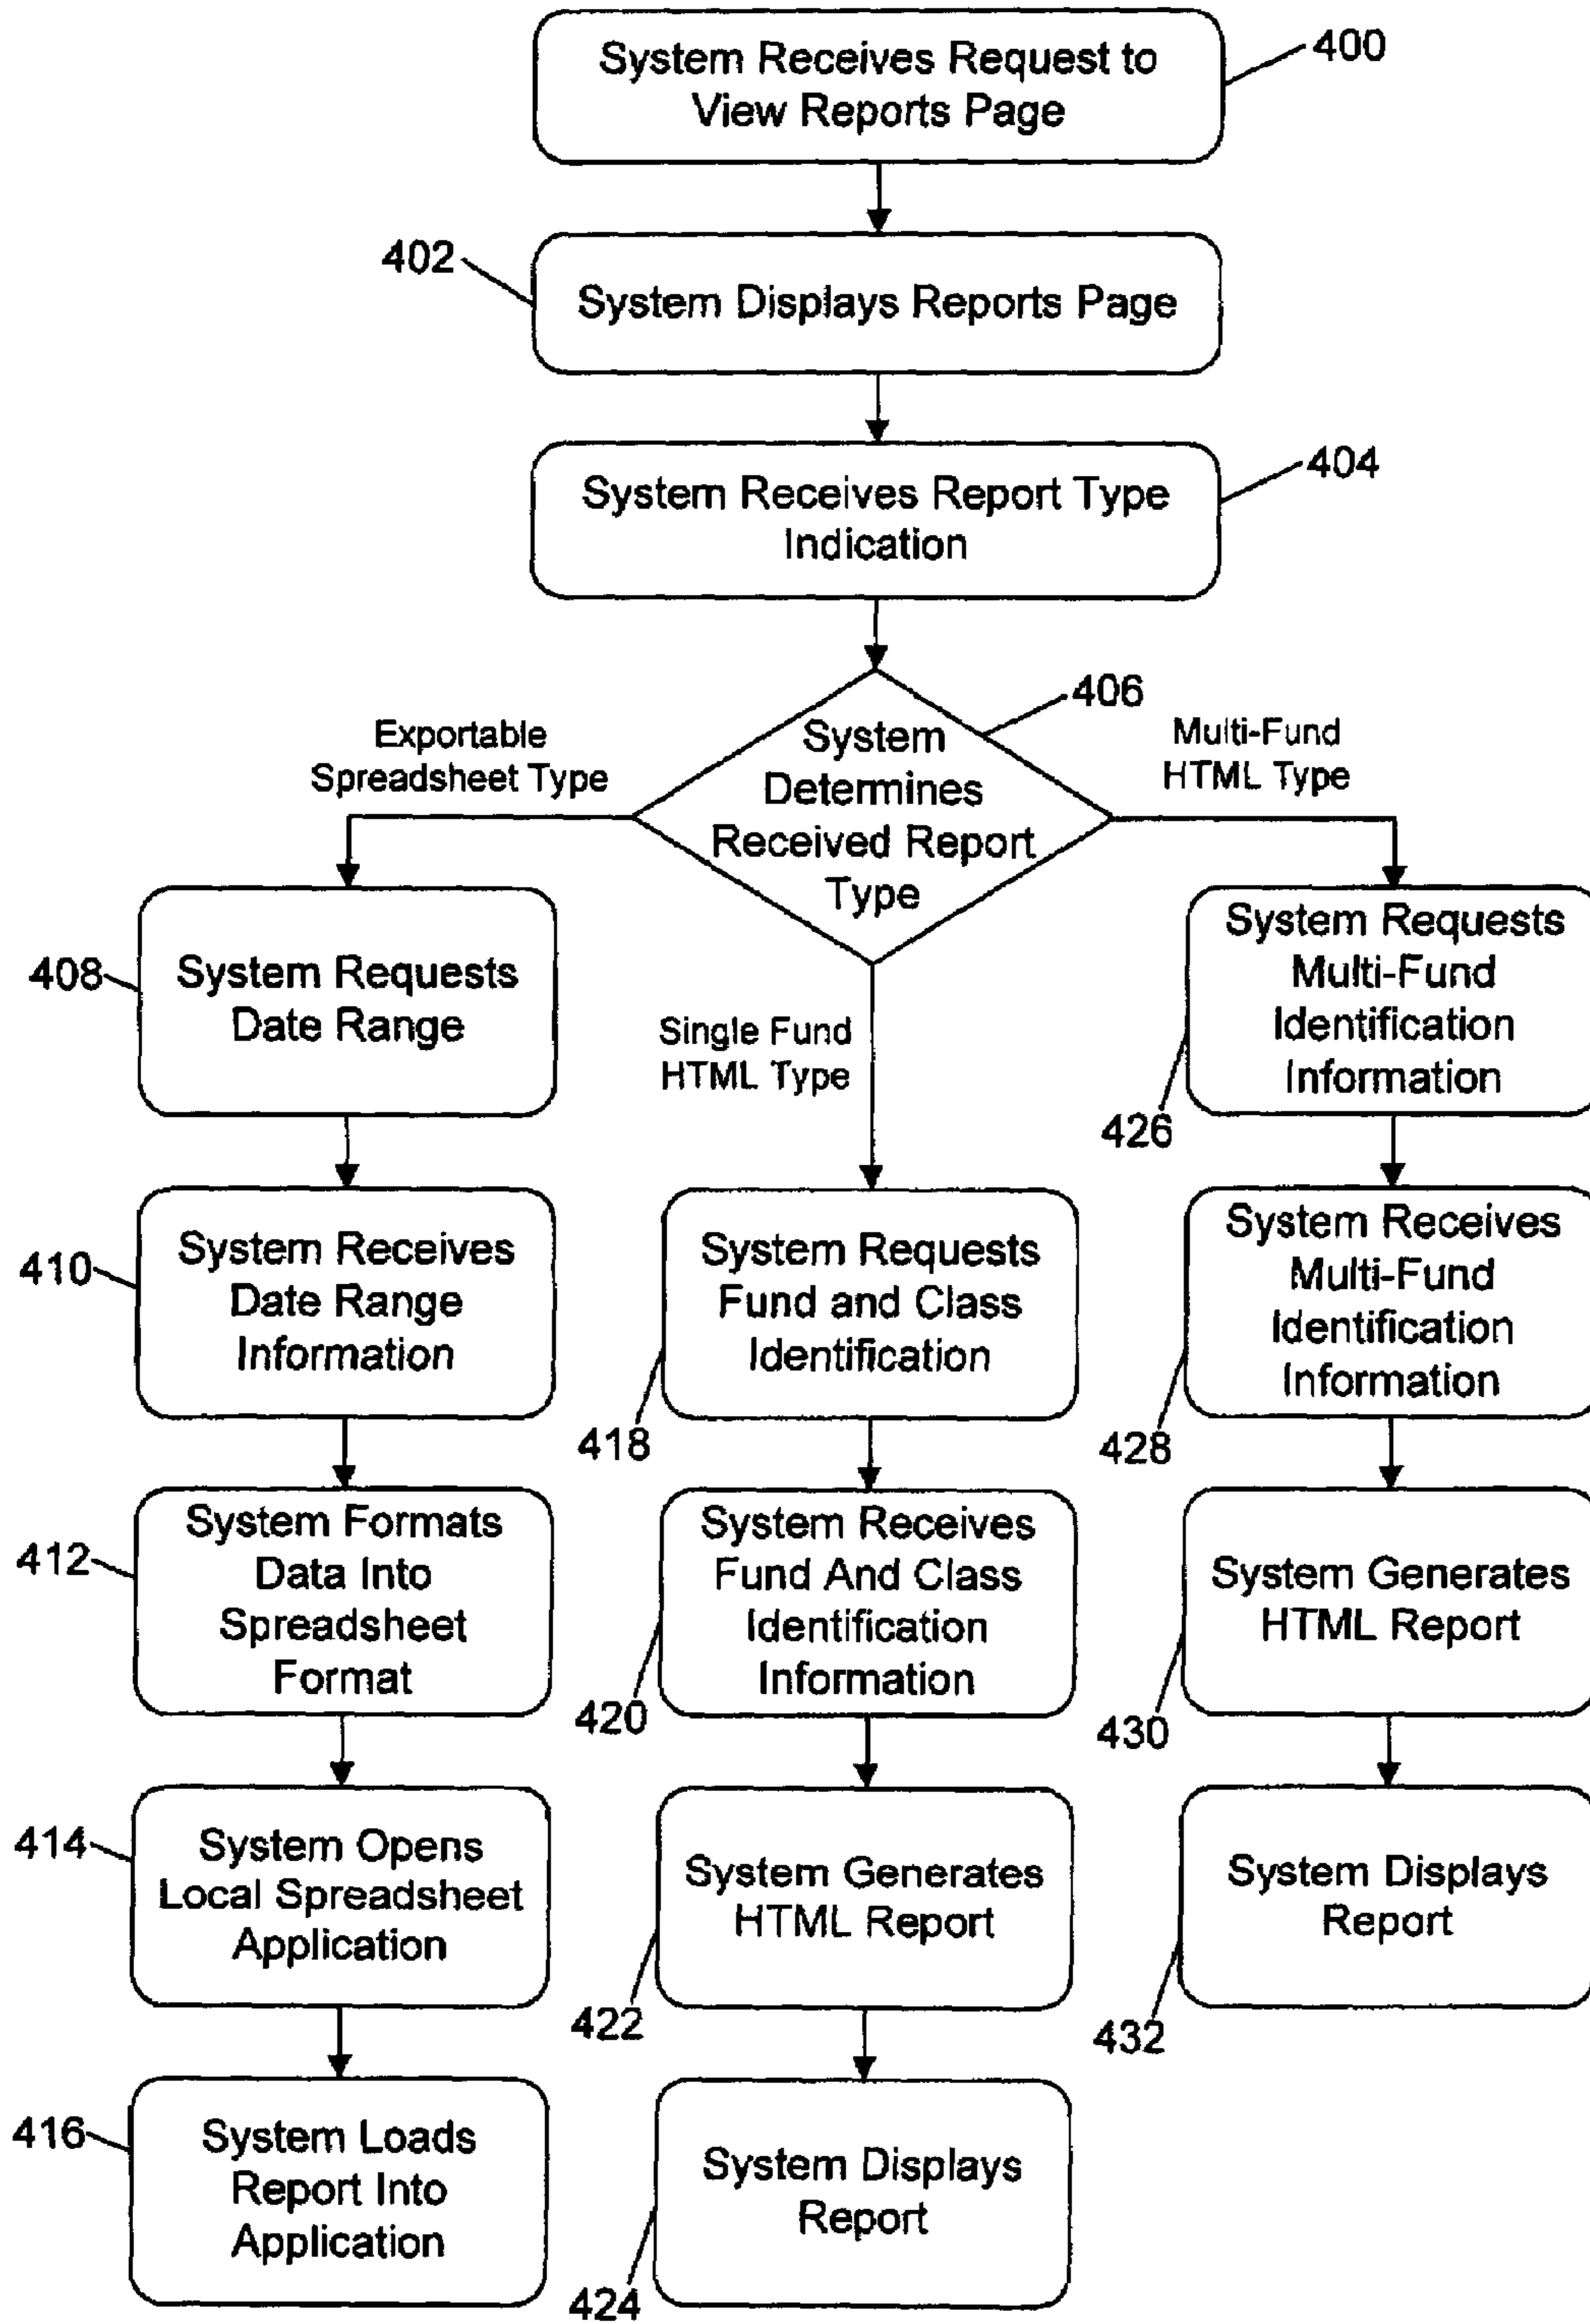 System Receives Request to
View Reports Page
400
402
System Displays Reports Page
404
System Receives Report Type
Indication
406
System
Determines
Received Report
Type
Exportable
Spreadsheet Type
Multi-Fund
HTML Type
Single Fund
HTML Type
408
System Requests
Date Range
410
System Receives
Date Range
Information
412
System Formats
Data Into
Spreadsheet
Format
414
System Opens
Local Spreadsheet
Application
416
System Loads
Report Into
Application
System Requests
Fund and Class
Identification
418
System Receives
Fund And Class
Identification
Information
420
System Generates
HTML Report
422
System Displays
Report
424
System Requests
Multi-Fund
Identification
Information
426
System Receives
Multi-Fund
Identification
Information
428
System Generates
HTML Report
430
System Displays
Report
432